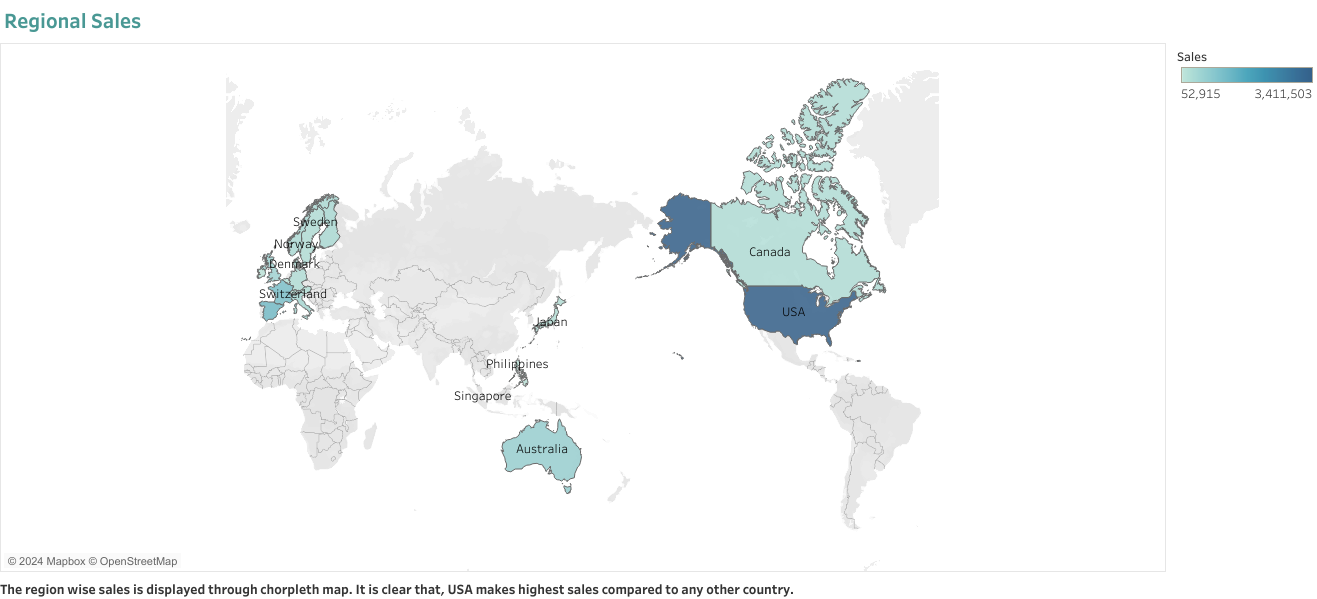 Regional Sales
Sales
52,915 3,411,503
Sweden
Norway
Denmark
Canada
Switzerland
USA
Japan
Philippines
Singapore
Australia
© 2024 Mapbox © OpenStreetMap
The region wise sales is displayed through chorpleth map. It is clear that, USA makes highest sales compared to any other country.